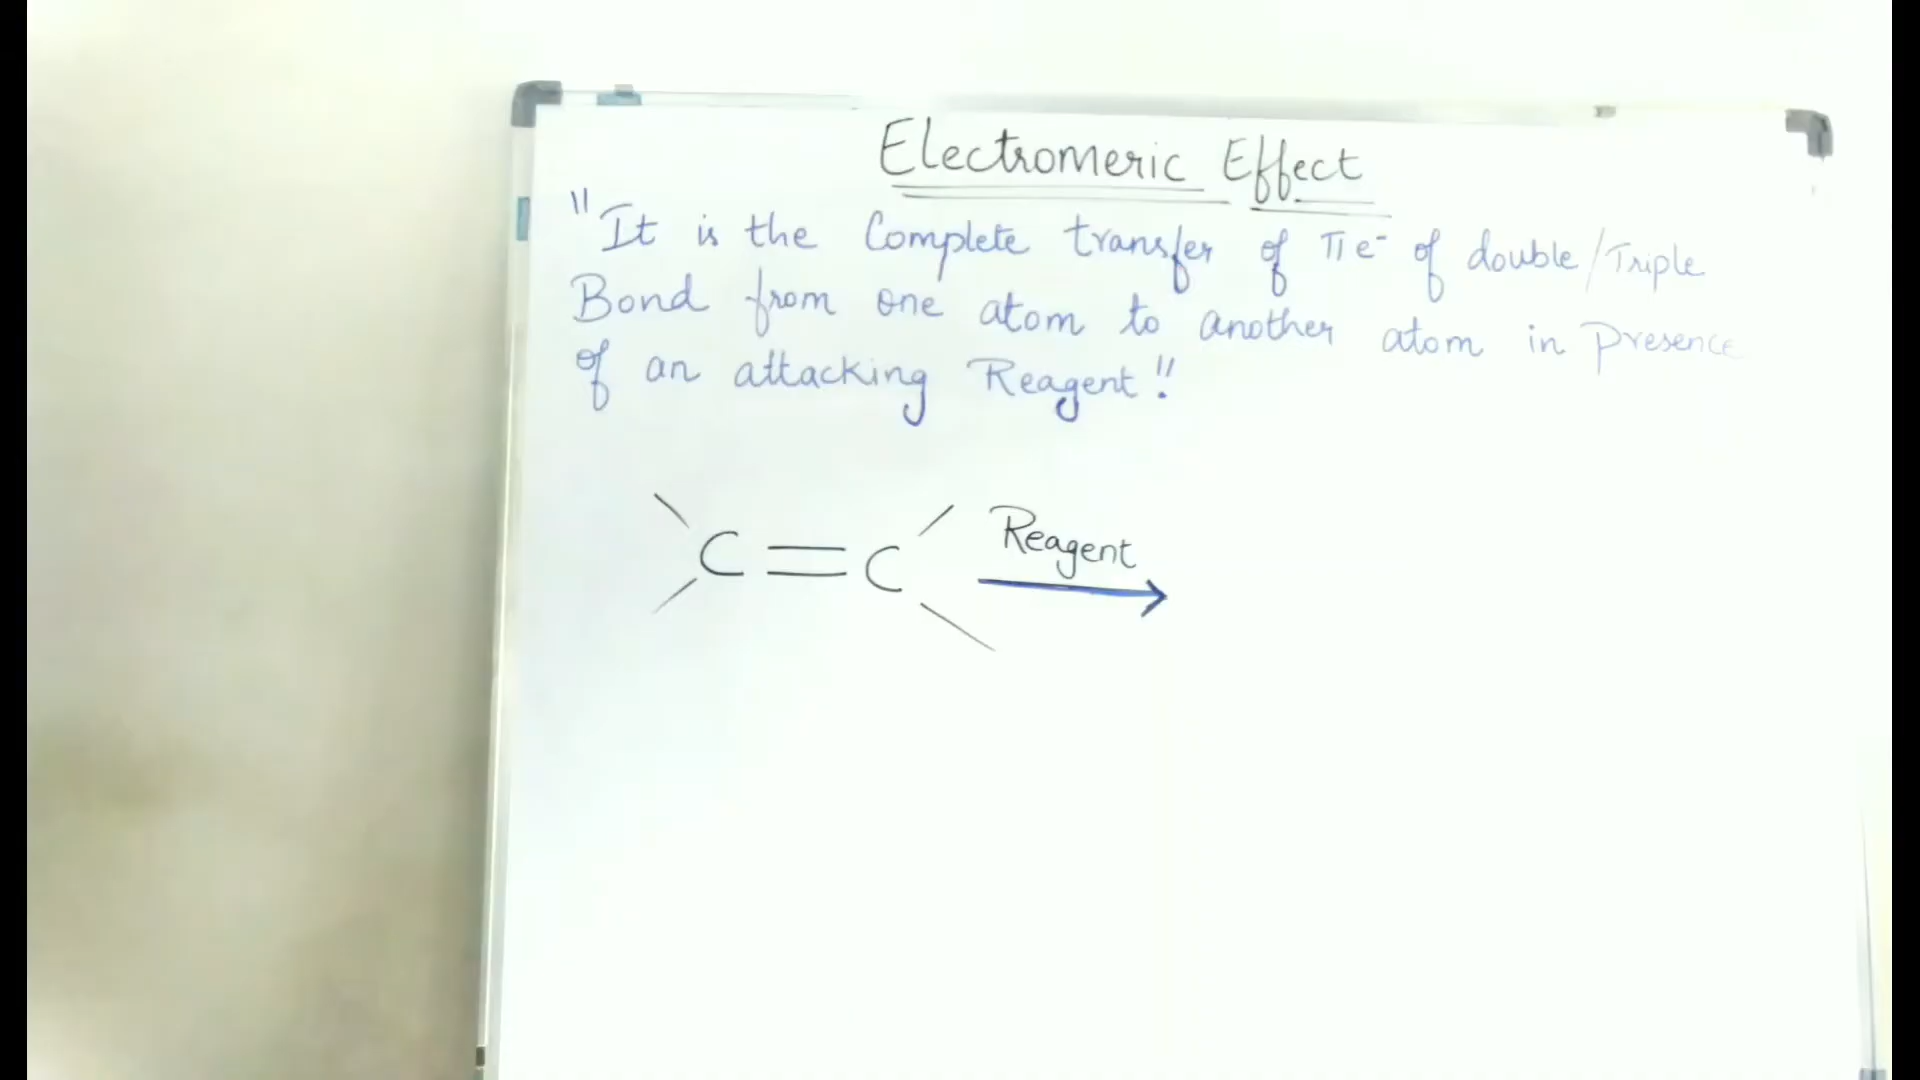 Electromeric Effect
"It is the Complete transfer of πe⁻ of double/Triple
Bond from one atom to another atom in Presence
of an attacking Reagent!"
C=C Reagent